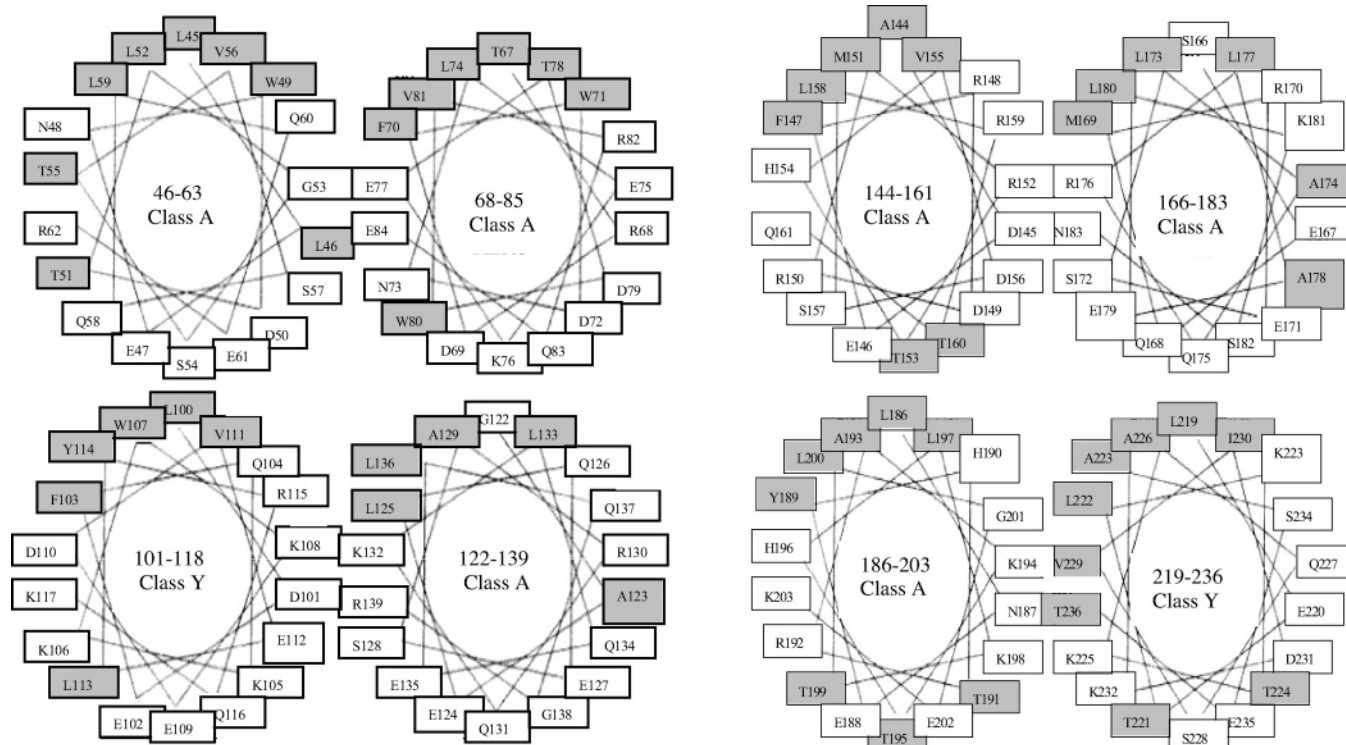 L45
L52
V56
L59
W49
N48
Q60
T55
G53
R62
L46
T51
S57
Q58
D50
E47
E61
S54
46-63
Class A
T67
L74
T78
V81
W71
F70
R82
E77
E75
E84
R68
N73
D79
W80
D72
D69
Q83
K76
68-85
Class A
A144
M151
V155
L158
R148
F147
R159
H154
R152
Q161
D145
R150
D156
S157
D149
E146
T160
T153
144-161
Class A
S166
L173
L177
L180
R170
M169
K181
R176
A174
N183
E167
S172
A178
E179
E171
Q168
S182
Q175
166-183
Class A
L100
W107
V111
Y114
Q104
F103
R115
D110
K108
K117
D101
K106
E112
L113
K105
E102
Q116
E109
101-118
Class Y
G122
A129
L133
L136
Q126
L125
Q137
K132
R130
R139
A123
S128
Q134
E135
E127
E124
G138
Q131
122-139
Class A
L186
A193
L197
L200
H190
Y189
G201
H196
K194
K203
N187
R192
K198
T199
T191
E188
E202
T195
186-203
Class A
L219
A226
I230
A223
K223
L222
S234
V229
Q227
T236
E220
K225
D231
K232
T224
T221
E235
S228
219-236
Class Y